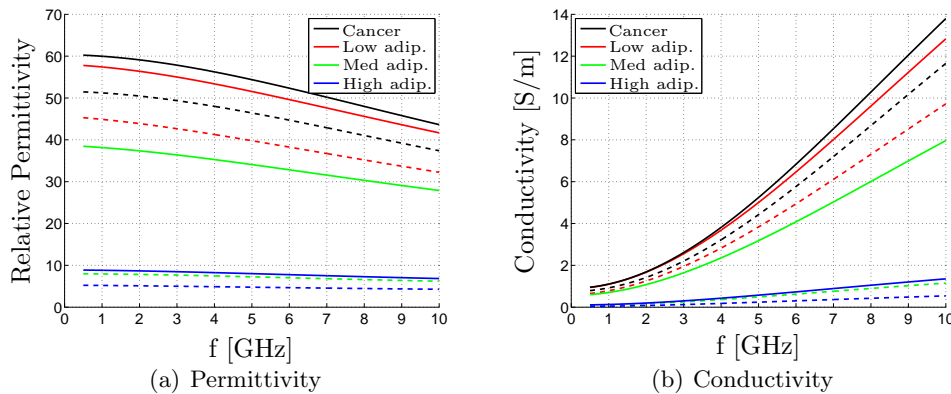 70
60
50
40
30
20
10
0
Relative Permittivity
Cancer
Low adip.
Med adip.
High adip.
0 1 2 3 4 5 6 7 8 9 10
f [GHz]
(a) Permittivity
14
12
10
8
6
4
2
0
Conductivity [S/m]
Cancer
Low adip.
Med adip.
High adip.
0 1 2 3 4 5 6 7 8 9 10
f [GHz]
(b) Conductivity